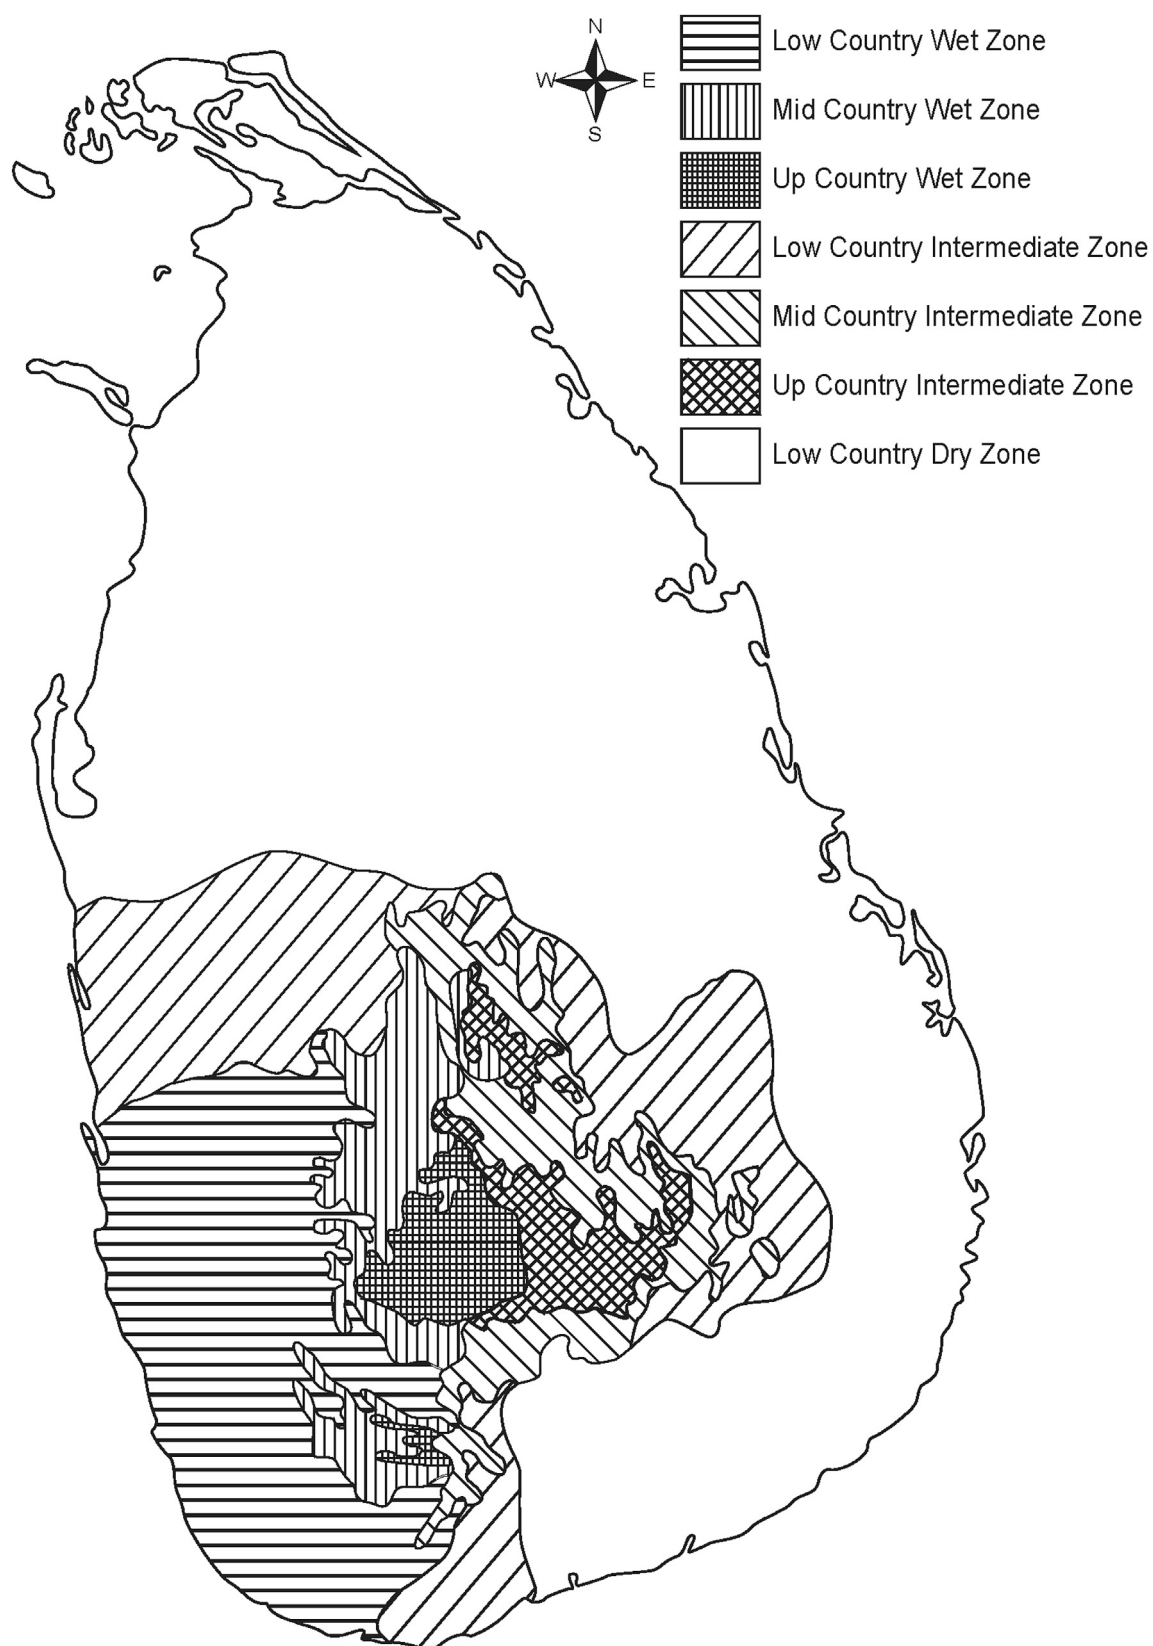 N
W E
S
Low Country Wet Zone
Mid Country Wet Zone
Up Country Wet Zone
Low Country Intermediate Zone
Mid Country Intermediate Zone
Up Country Intermediate Zone
Low Country Dry Zone